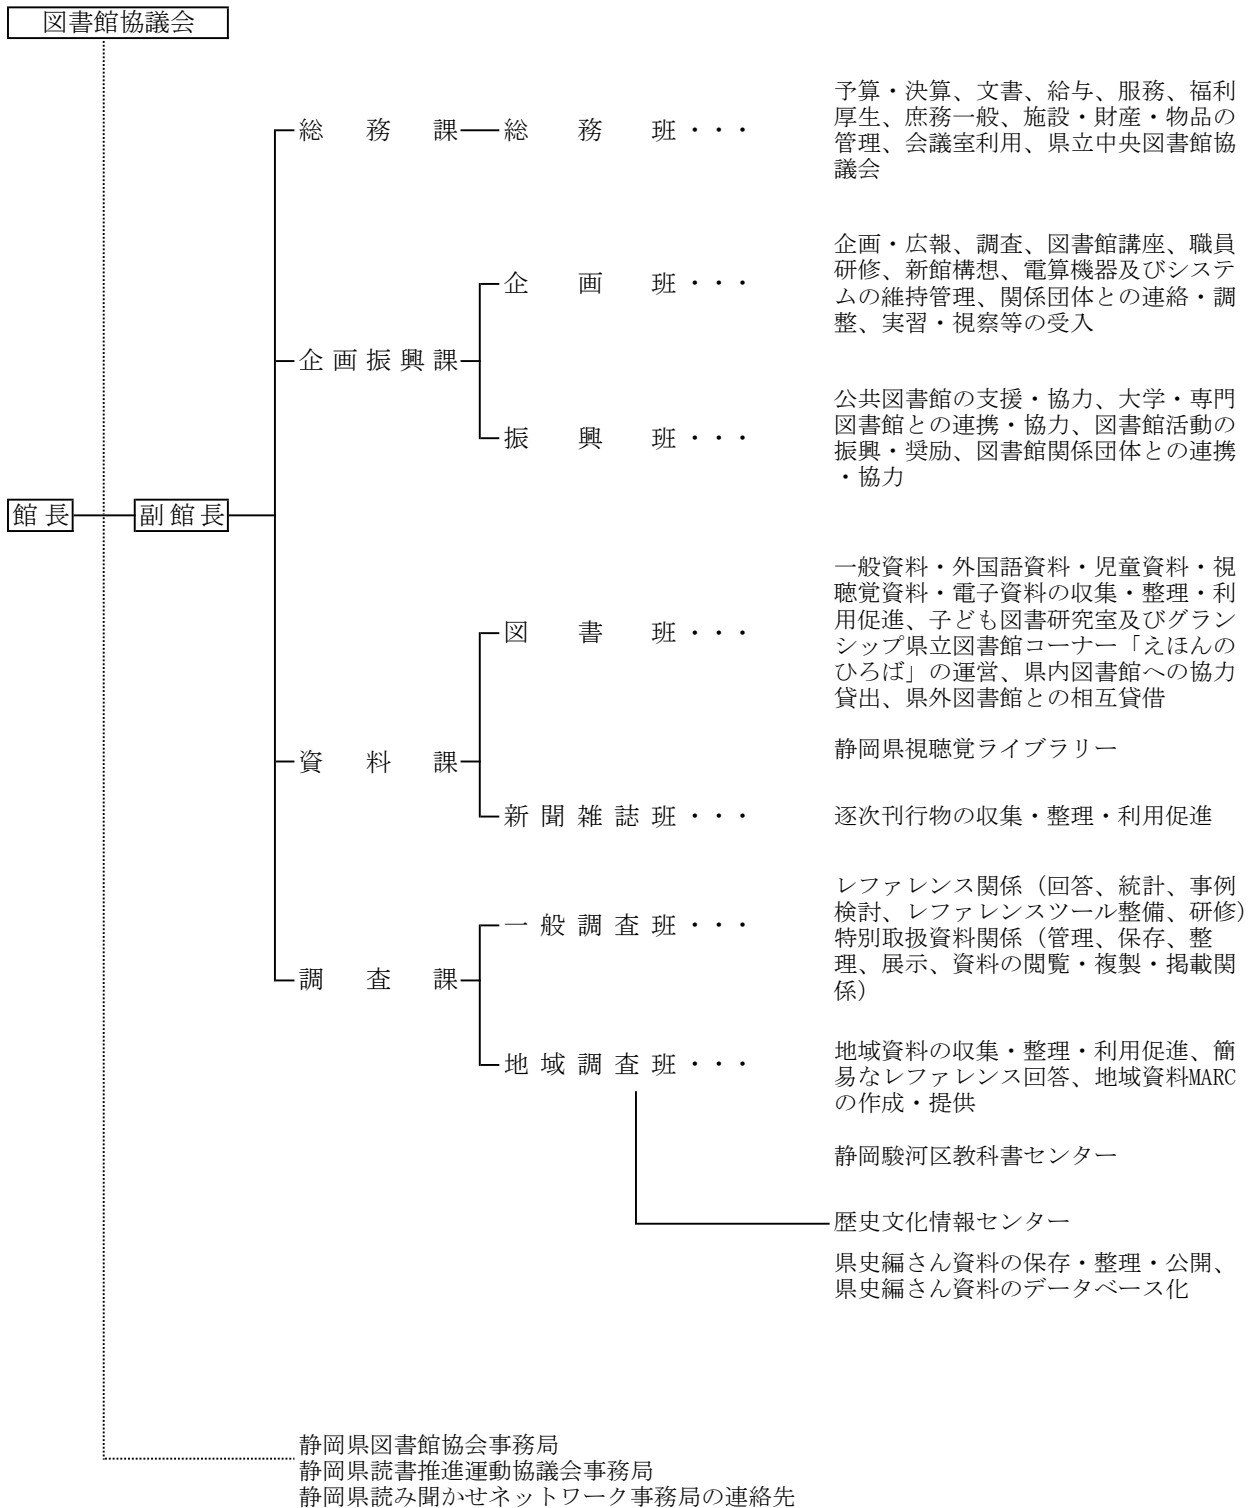 図書館協議会
総務課
総務班・・・
予算・決算、文書、給与、服務、福利
厚生、庶務一般、施設・財産・物品の
管理、会議室利用、県立中央図書館協
議会
企画振興課
企画班・・・
企画・広報、調査、図書館講座、職員
研修、新館構想、電算機器及びシステ
ムの維持管理、関係団体との連絡・調
整、実習・視察等の受入
振興班・・・
公共図書館の支援・協力、大学・専門
図書館との連携・協力、図書館活動の
振興・奨励、図書館関係団体との連携
・協力
館長
副館長
資料課
図書班・・・
一般資料・外国語資料・児童資料・視
聴覚資料・電子資料の収集・整理・利
用促進、子ども図書研究室及びグラン
シップ県立図書館コーナー「えほんの
ひろば」の運営、県内図書館への協力
貸出、県外図書館との相互貸借
静岡県視聴覚ライブラリー
新聞雑誌班・・・
逐次刊行物の収集・整理・利用促進
調査課
一般調査班・・・
レファレンス関係（回答、統計、事例
検討、レファレンスツール整備、研修）
特別取扱資料関係（管理、保存、整
理、展示、資料の閲覧・複製・掲載関
係）
地域調査班・・・
地域資料の収集・整理・利用促進、簡
易なレファレンス回答、地域資料MARC
の作成・提供
静岡駿河区教科書センター
歴史文化情報センター
県史編さん資料の保存・整理・公開、
県史編さん資料のデータベース化
静岡県図書館協会事務局
静岡県読書推進運動協議会事務局
静岡県読み聞かせネットワーク事務局の連絡先